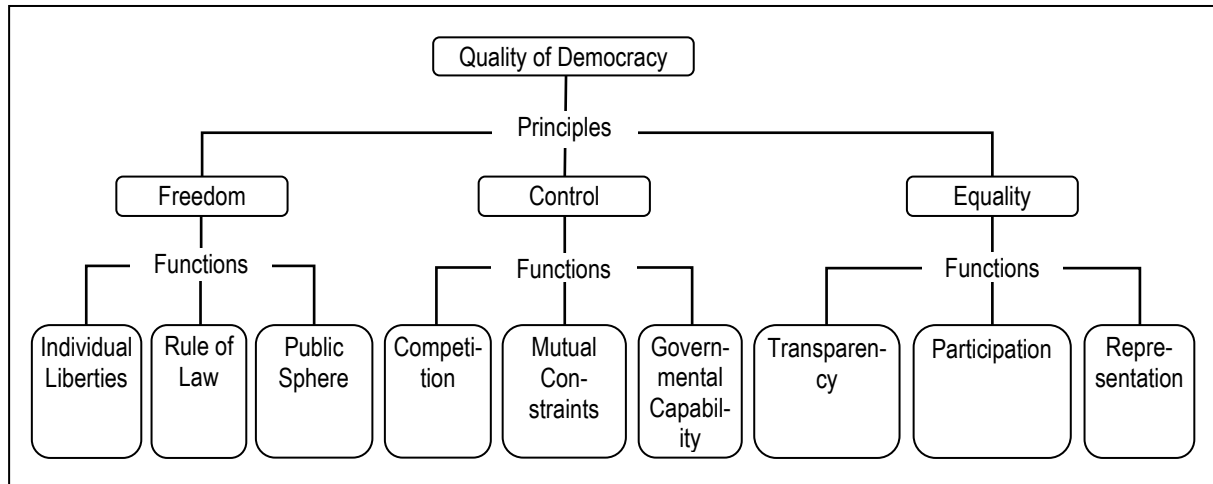 Quality of Democracy
Principles
Freedom
Control
Equality
Functions
Functions
Functions
Individual
Liberties
Rule of
Law
Public
Sphere
Competi-
tion
Mutual
Con-
straints
Govern-
mental
Capabil-
ity
Transparen-
cy
Participation
Repre-
sentation